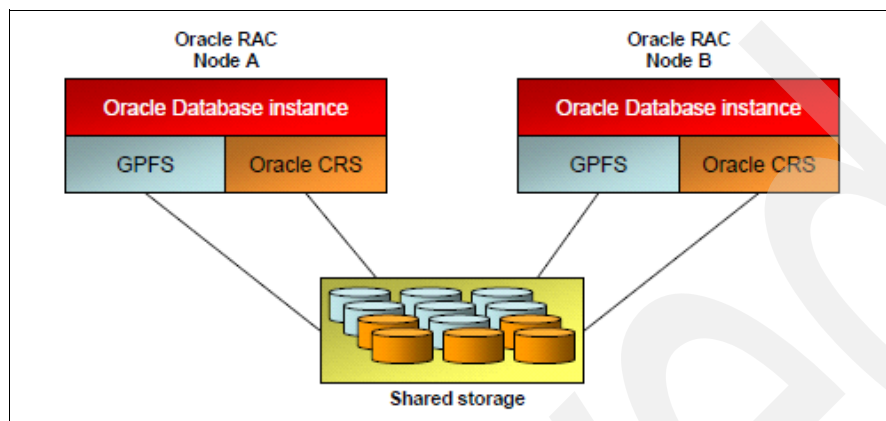 Oracle RAC
Node A
Oracle RAC
Node B
Oracle Database instance
Oracle Database instance
GPFS
Oracle CRS
GPFS
Oracle CRS
Shared storage